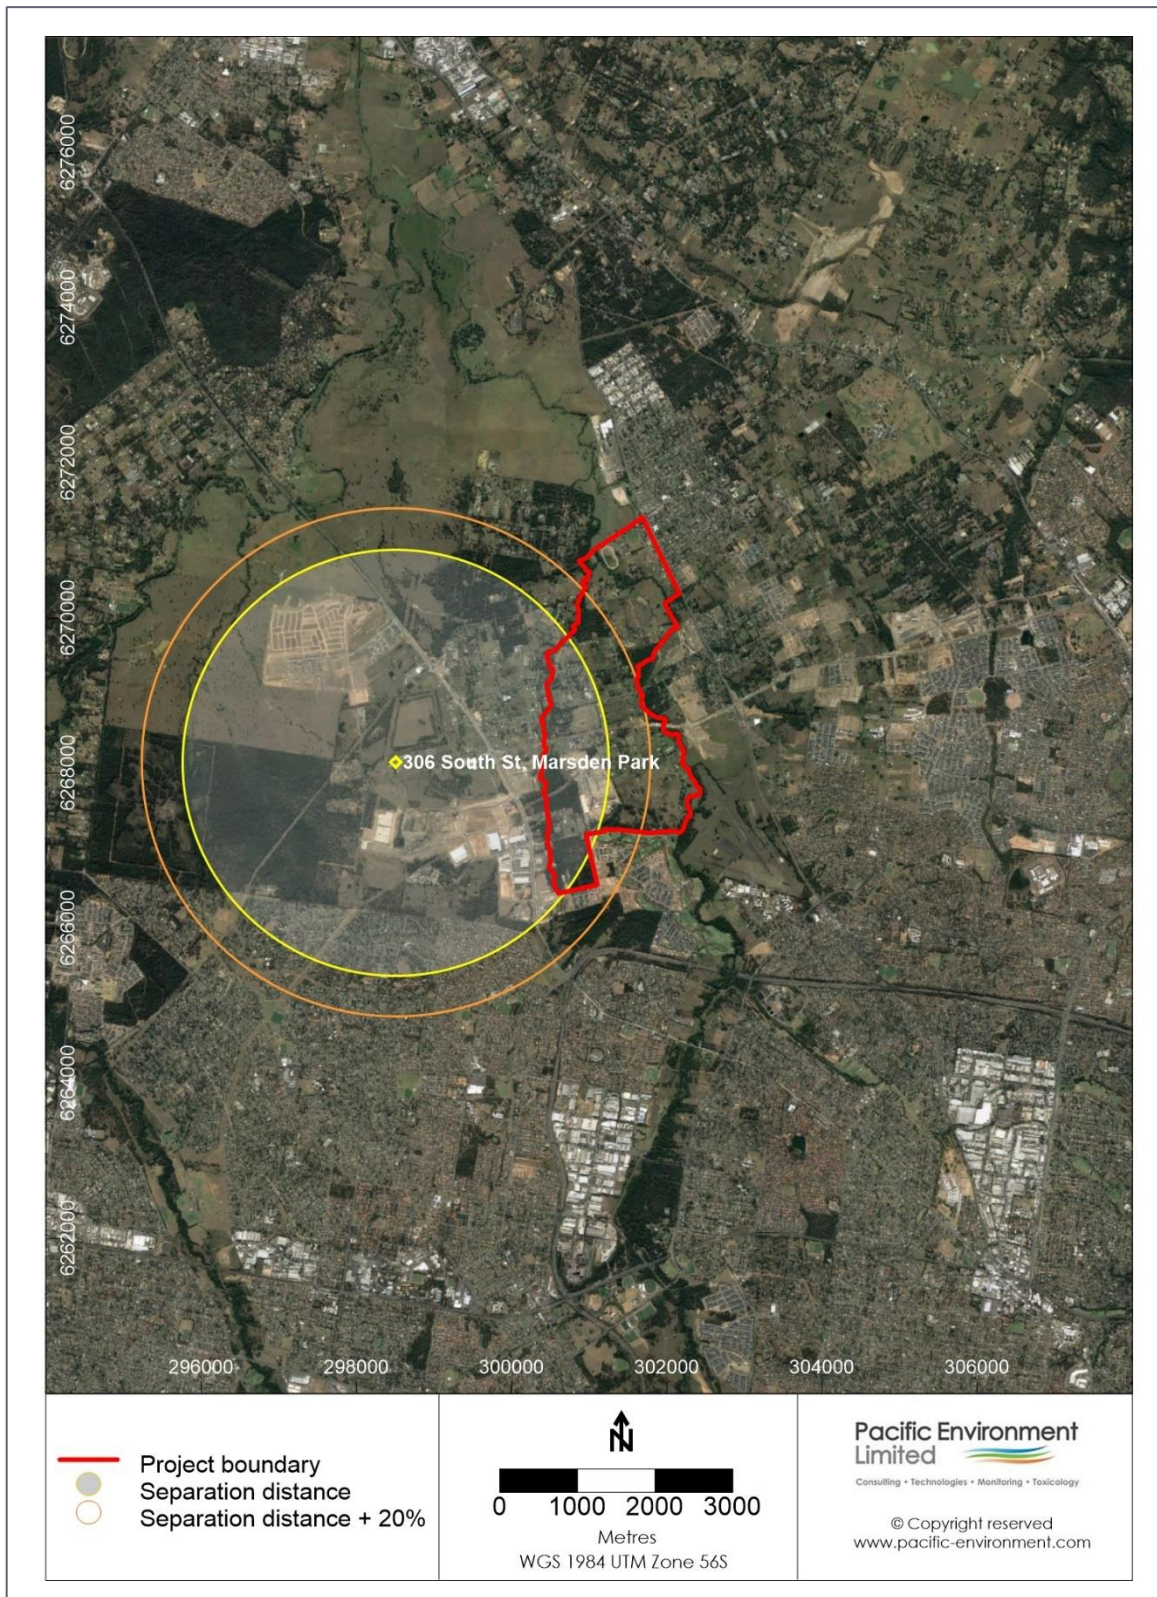 6276000
6274000
6272000
6270000
6268000
6266000
6264000
6262000
306 South St, Marsden Park
296000 298000 300000 302000 304000 306000
Project boundary
Separation distance
Separation distance + 20%
N
0 1000 2000 3000
Metres
WGS 1984 UTM Zone 56S
Pacific Environment
Limited
Consulting • Technologies • Monitoring • Toxicology
© Copyright reserved
www.pacific-environment.com